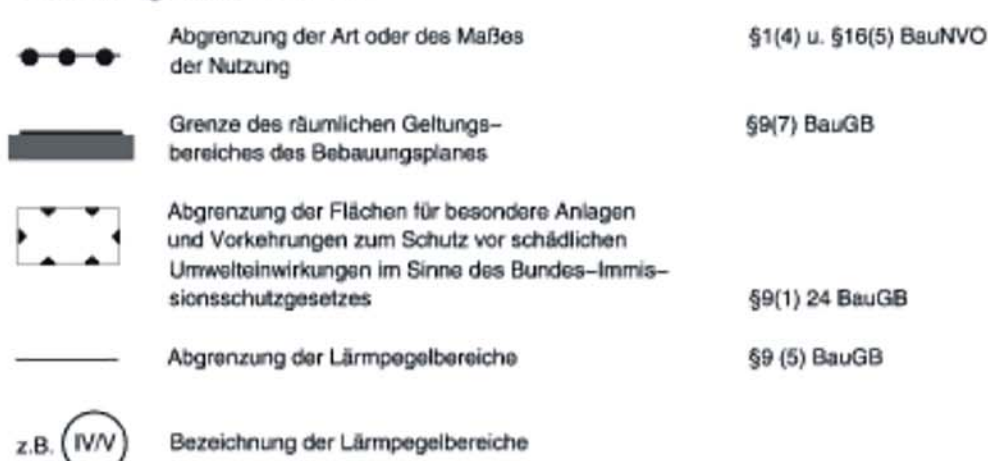 Abgrenzung der Art oder des Maßes §1(4) u. §16(5) BauNVO
der Nutzung
Grenze des räumlichen Geltungs– §9(7) BauGB
bereiches des Bebauungsplanes
Abgrenzung der Flächen für besondere Anlagen
und Vorkehrungen zum Schutz vor schädlichen
Umwelteinwirkungen im Sinne des Bundes–Immis–
sionsschutzgesetzes §9(1) 24 BauGB
Abgrenzung der Lärmpegelbereiche §9 (5) BauGB
z.B. IV/V Bezeichnung der Lärmpegelbereiche